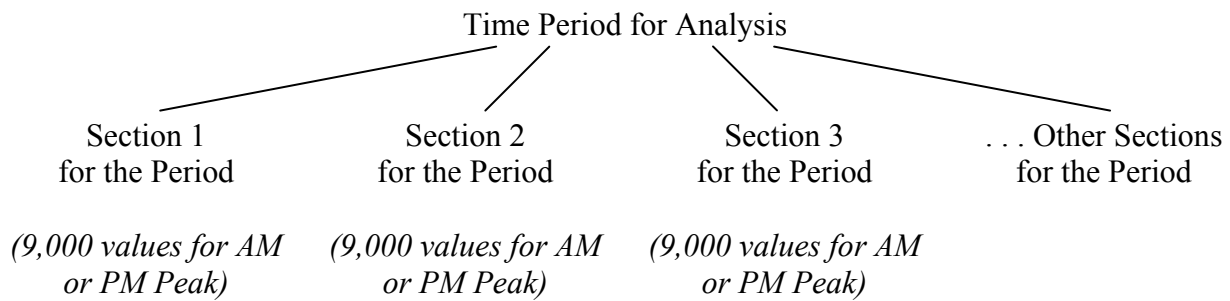 Time Period for Analysis
Section 1
for the Period
Section 2
for the Period
Section 3
for the Period
. . . Other Sections
for the Period
(9,000 values for AM
or PM Peak)
(9,000 values for AM
or PM Peak)
(9,000 values for AM
or PM Peak)